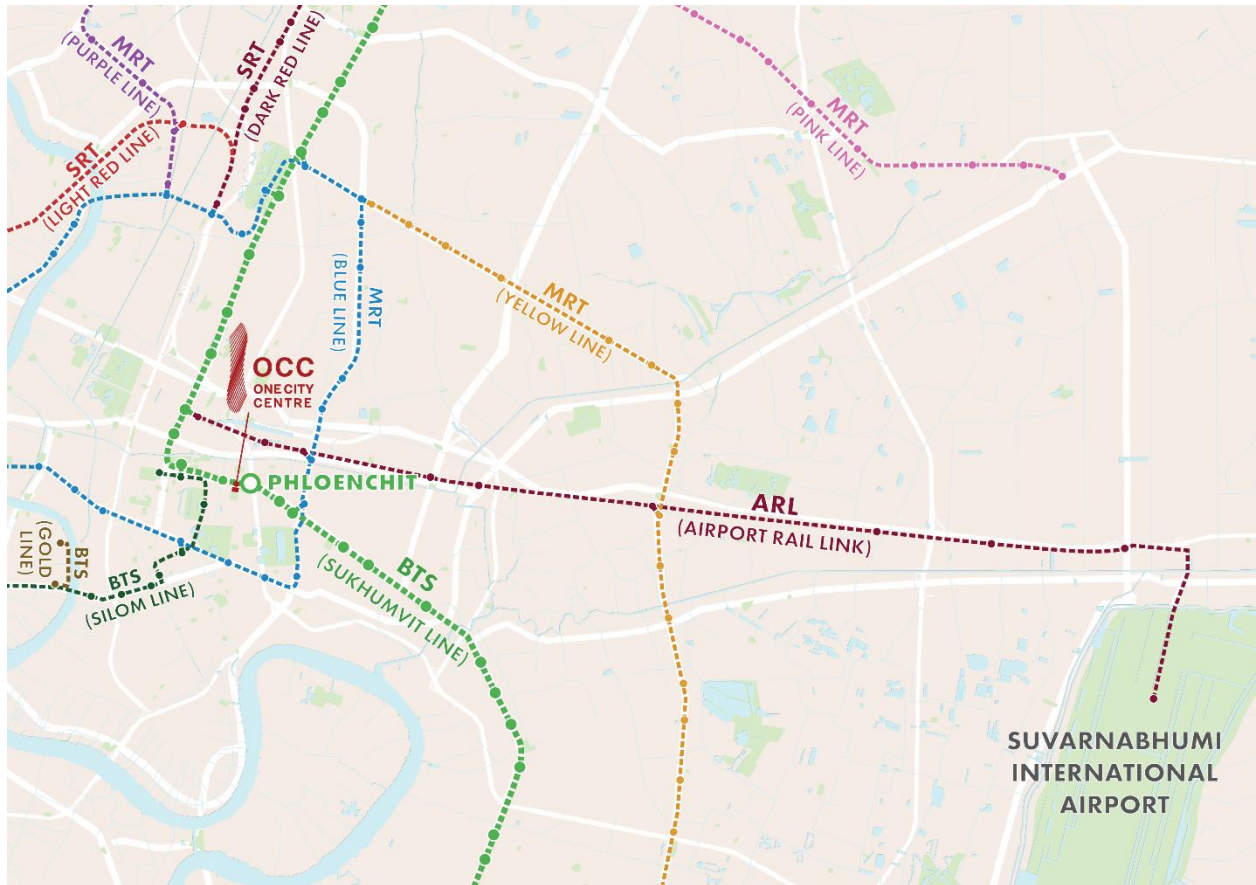 MRT
(PURPLE LINE)
SRT
(DARK RED LINE)
SRT
(LIGHT RED LINE)
MRT
(PINK LINE)
MRT
(BLUE LINE)
MRT
(YELLOW LINE)
OCC
ONE CITY
CENTRE
PHLOENCHIT
ARL
(AIRPORT RAIL LINK)
BTS
(GOLD
LINE)
BTS
(SILOM LINE)
BTS
(SUKHUMVIT LINE)
SUVARNABHUMI
INTERNATIONAL
AIRPORT